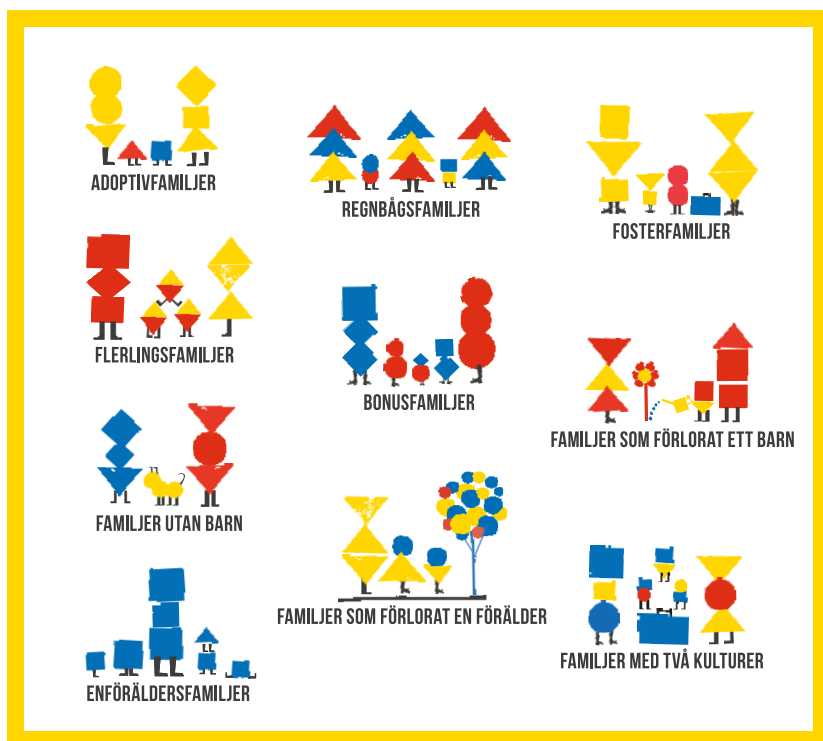 ADOPTIVFAMILJER
REGNBÅGSFAMILJER
FOSTERFAMILJER
FLERLINGSFAMILJER
BONUSFAMILJER
FAMILJER SOM FÖRLORAT ETT BARN
FAMILJER UTAN BARN
FAMILJER SOM FÖRLORAT EN FÖRÄLDER
FAMILJER MED TVÅ KULTURER
ENFÖRÄLDERSFAMILJER